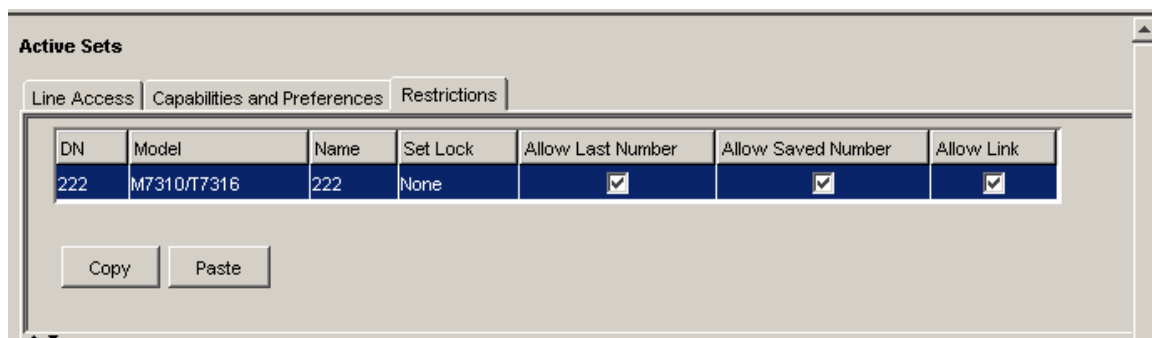 Active Sets
Line Access Capabilities and Preferences Restrictions
DN Model Name Set Lock Allow Last Number Allow Saved Number Allow Link
222 M7310/T7316 222 None
Copy Paste